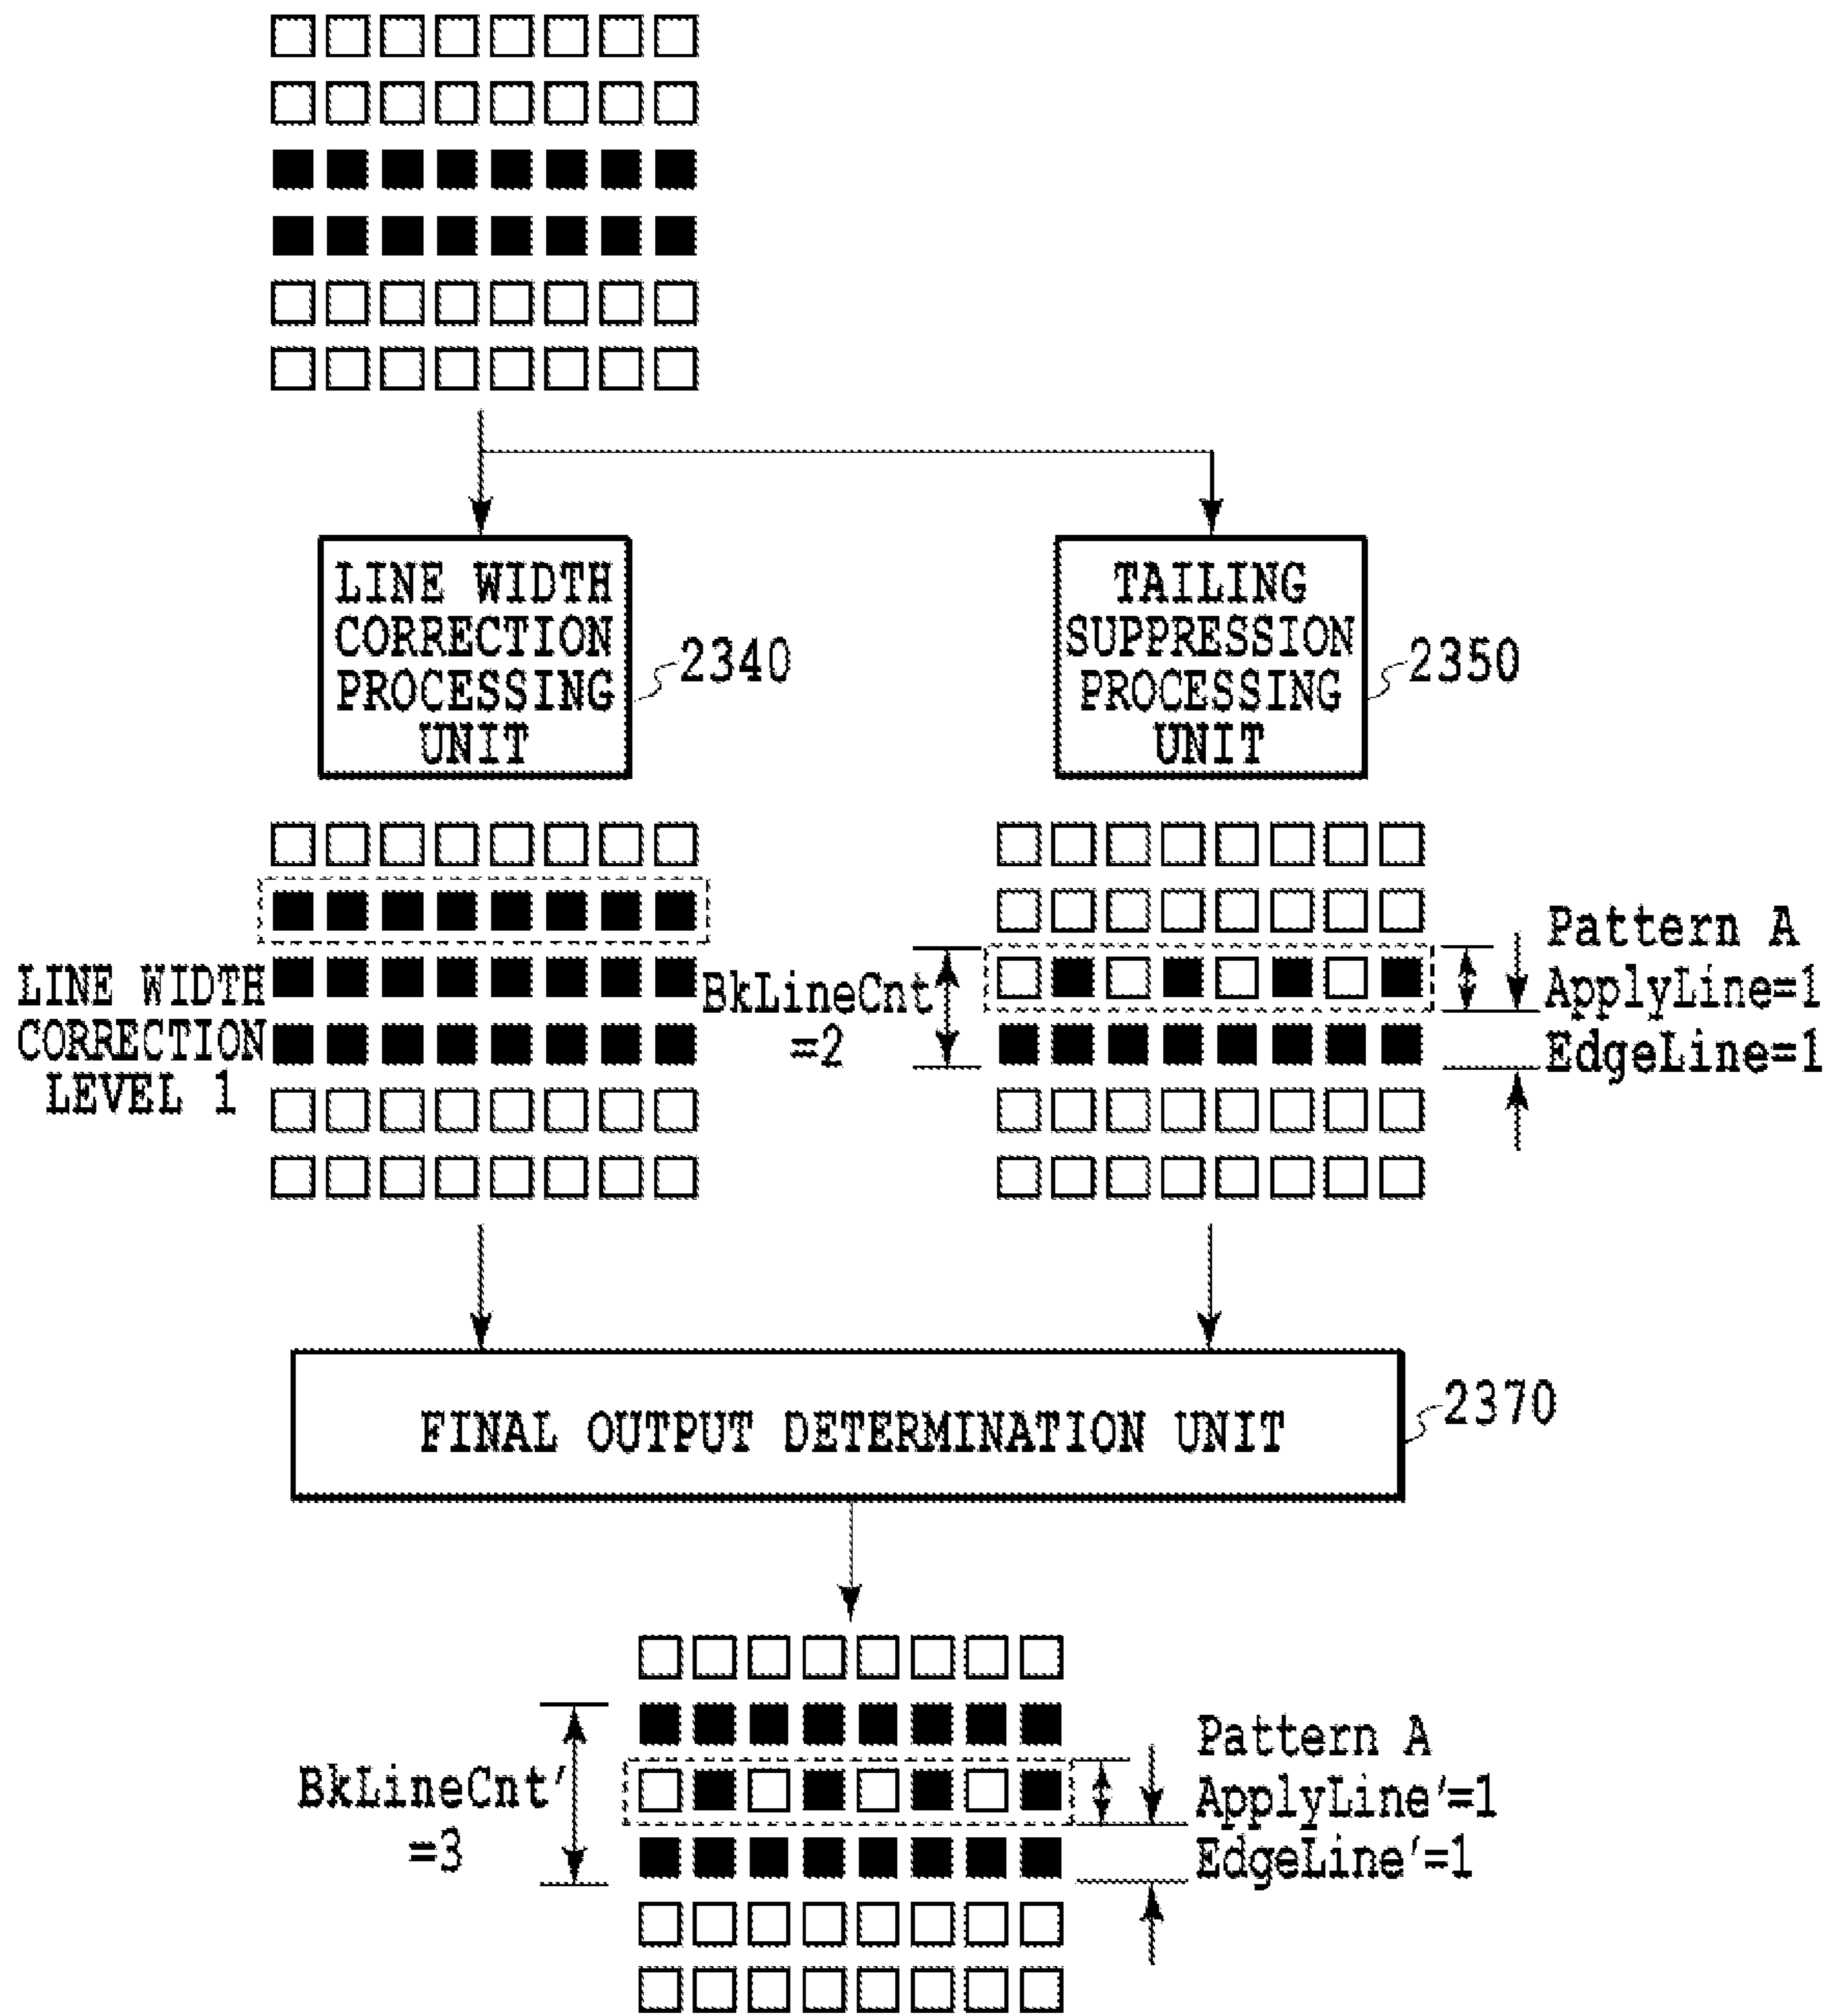 LINE WIDTH
CORRECTION
PROCESSING
UNIT
2340
TAILING
SUPPRESSION
PROCESSING
UNIT
2350
LINE WIDTH
CORRECTION
LEVEL 1
BkLineCnt
=2
Pattern A
ApplyLine=1
EdgeLine=1
FINAL OUTPUT DETERMINATION UNIT
2370
BkLineCnt'
=3
Pattern A
ApplyLine'=1
EdgeLine'=1